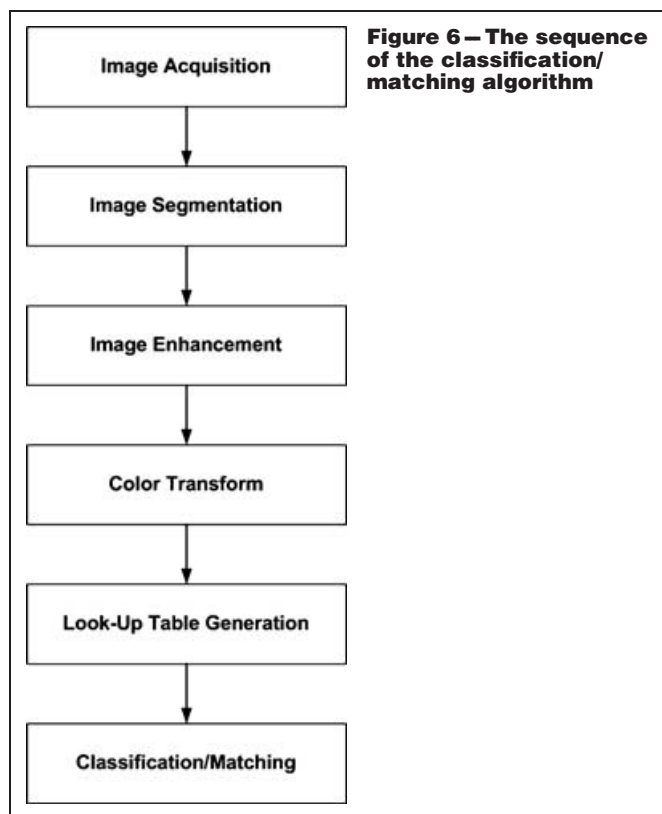 Figure 6—The sequence
of the classification/
matching algorithm
Image Acquisition
Image Segmentation
Image Enhancement
Color Transform
Look-Up Table Generation
Classification/Matching